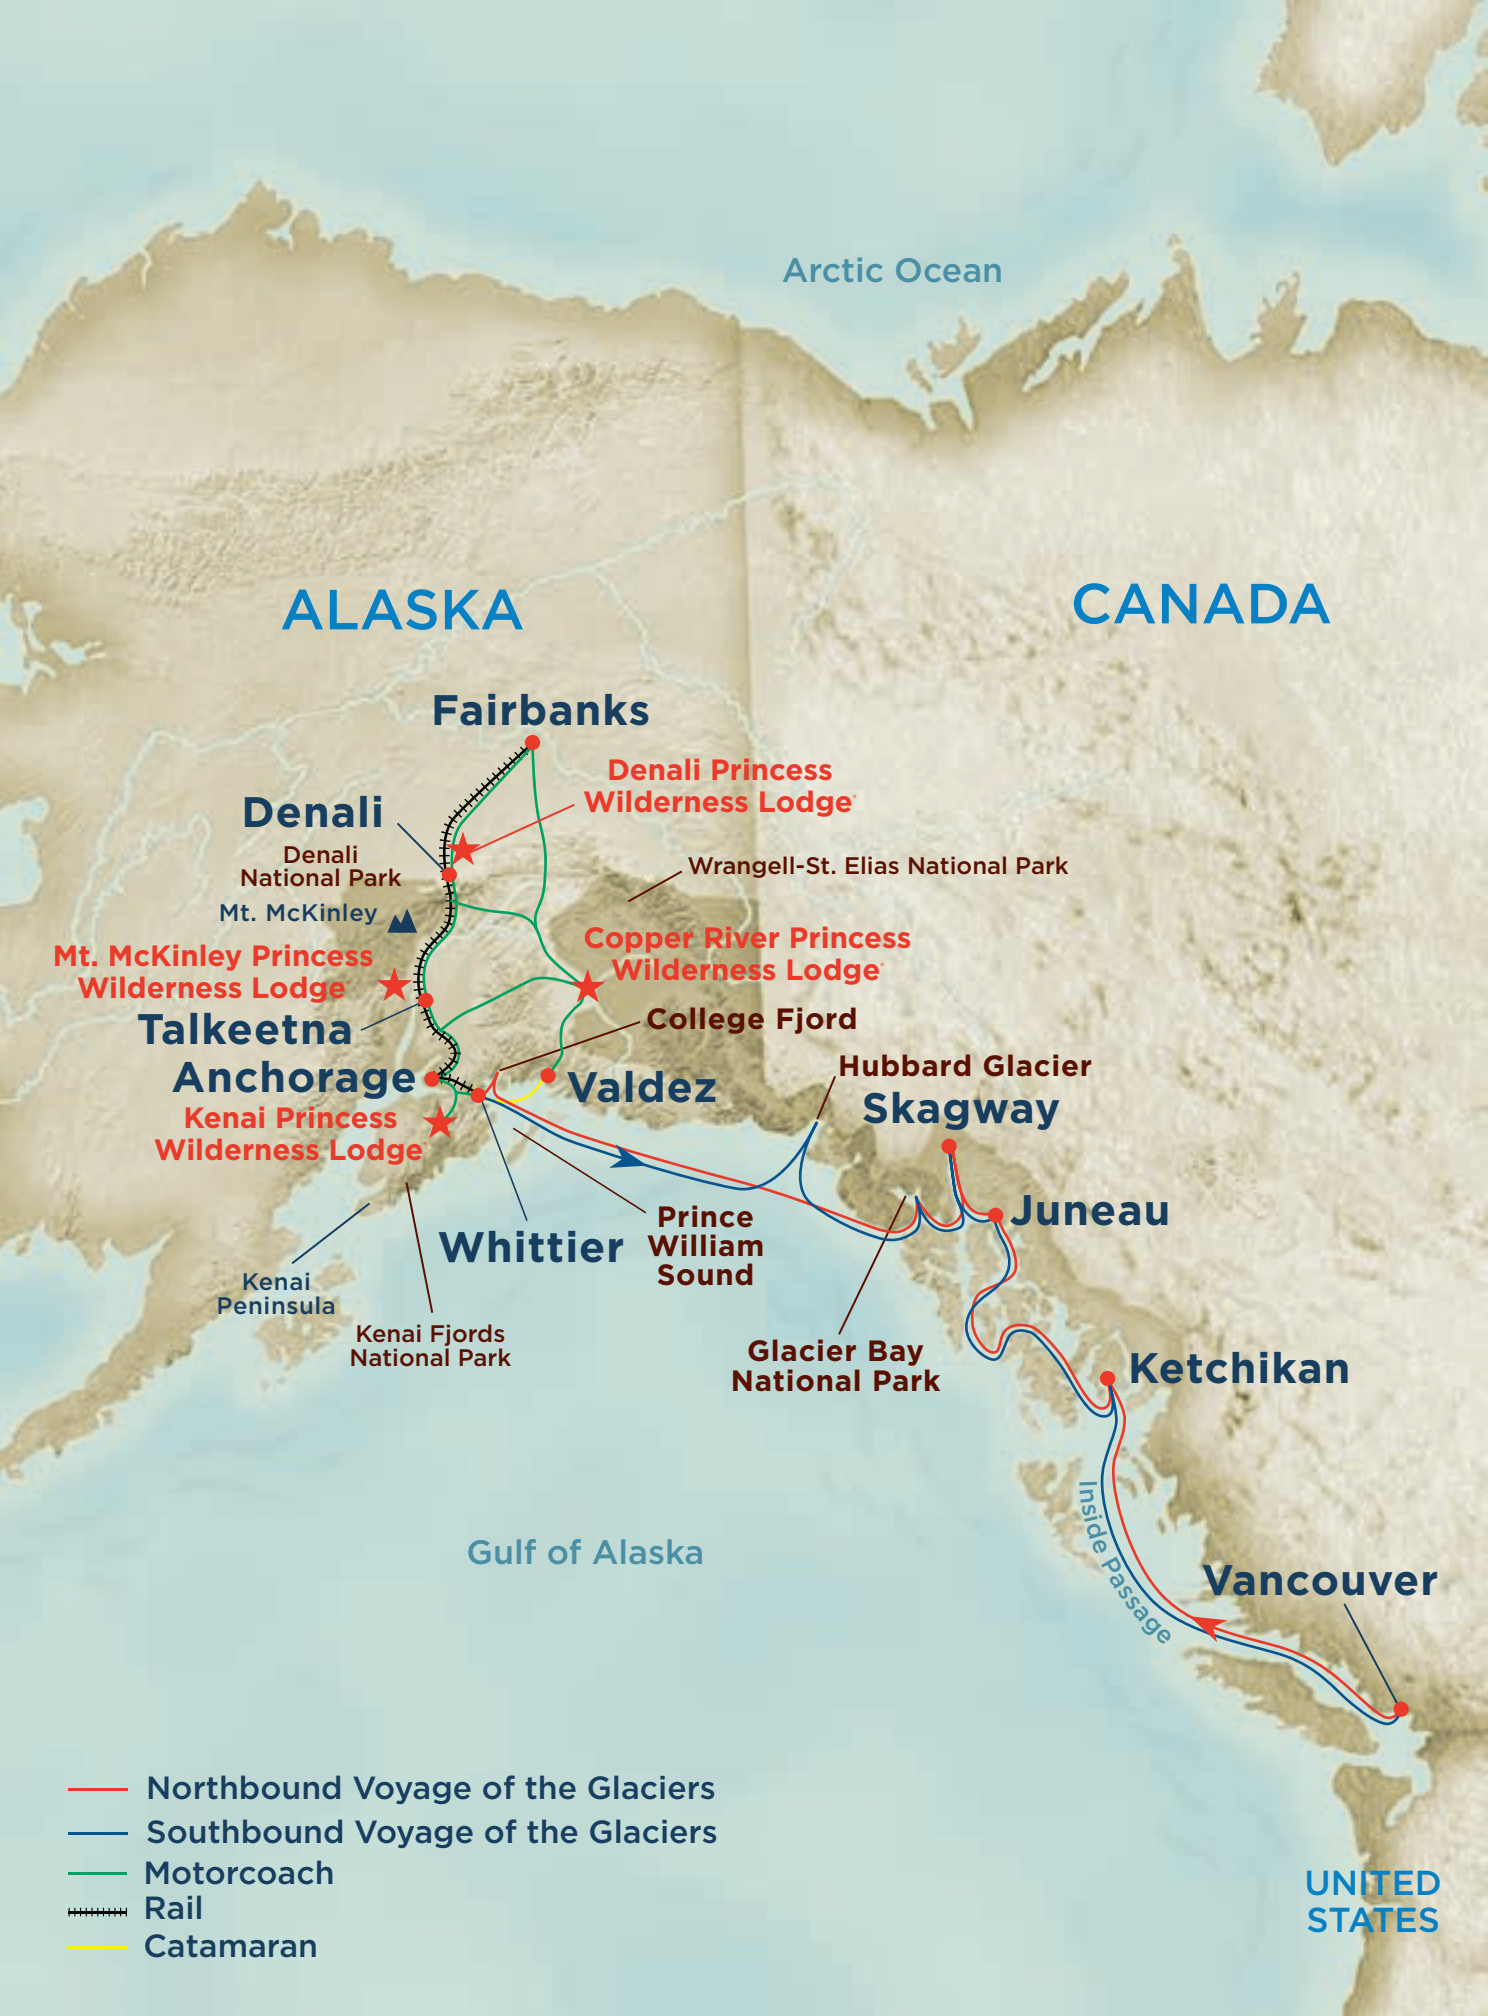 Arctic Ocean
ALASKA
CANADA
Fairbanks
Denali Princess
Wilderness Lodge
Denali
Denali
National Park
Mt. McKinley
Wrangell-St. Elias National Park
Mt. McKinley Princess
Wilderness Lodge
Copper River Princess
Wilderness Lodge
Talkeetna
College Fjord
Anchorage
Valdez
Hubbard Glacier
Skagway
Kenai Princess
Wilderness Lodge
Juneau
Prince
William
Sound
Whittier
Kenai
Peninsula
Kenai Fjords
National Park
Glacier Bay
National Park
Ketchikan
Inside Passage
Gulf of Alaska
Vancouver
Northbound Voyage of the Glaciers
Southbound Voyage of the Glaciers
Motorcoach
Rail
Catamaran
UNITED
STATES